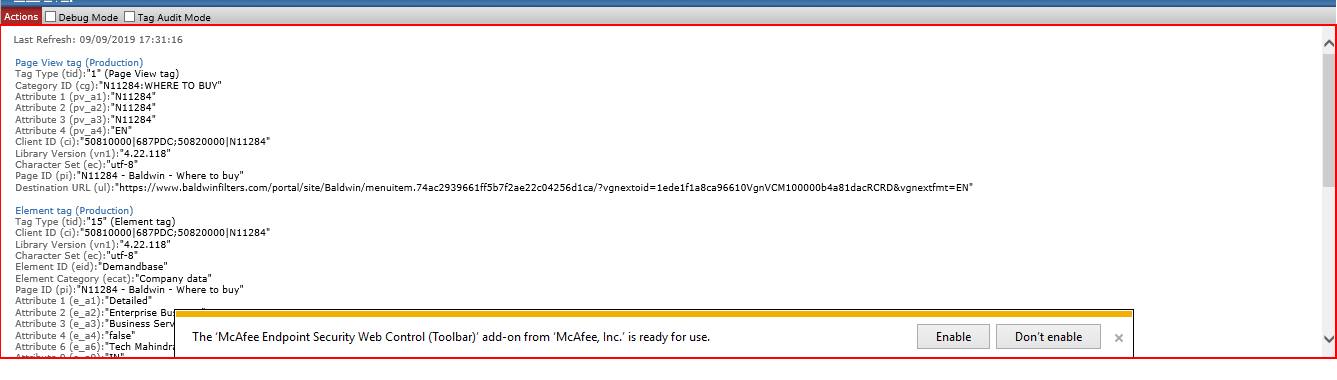 Actions Debug Mode Tag Audit Mode
Last Refresh: 09/09/2019 17:31:16
Page View tag (Production)
Tag Type (tid):"1" (Page View tag)
Category ID (cg):"N11284:WHERE TO BUY"
Attribute 1 (pv_a1):"N11284"
Attribute 2 (pv_a2):"N11284"
Attribute 3 (pv_a3):"N11284"
Attribute 4 (pv_a4):"EN"
Client ID (ci):"50810000|687PDC;50820000|N11284"
Library Version (vn1):"4.22.118"
Character Set (ec):"utf-8"
Page ID (pi):"N11284 - Baldwin - Where to buy"
Destination URL (ul):"https://www.baldwinfilters.com/portal/site/Baldwin/menuitem.74ac2939661ff5b7f2ae22c04256d1ca/?vgnextoid=1ede1f1a8ca96610VgnVCM100000b4a81dacRCRD&vgnextfmt=EN"
Element tag (Production)
Tag Type (tid):"15" (Element tag)
Client ID (ci):"50810000|687PDC;50820000|N11284"
Library Version (vn1):"4.22.118"
Character Set (ec):"utf-8"
Element ID (eid):"Demandbase"
Element Category (ecat):"Company data"
Page ID (pi):"N11284 - Baldwin - Where to buy"
Attribute 1 (e_a1):"Detailed"
Attribute 2 (e_a2):"Enterprise
Attribute 3 (e_a3):"Business
Attribute 4 (e_a4):"false"
Attribute 6 (e_a6):"Tech Mahindra
The 'McAfee Endpoint Security Web Control (Toolbar)' add-on from 'McAfee, Inc.' is ready for use. Enable Don't enable ×